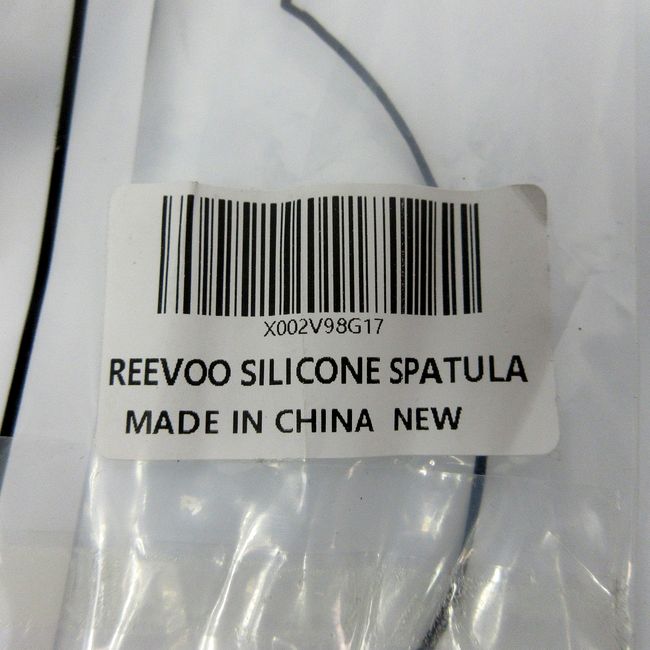 X002V98G17
REEVOO SILICONE SPATULA
MADE IN CHINA NEW